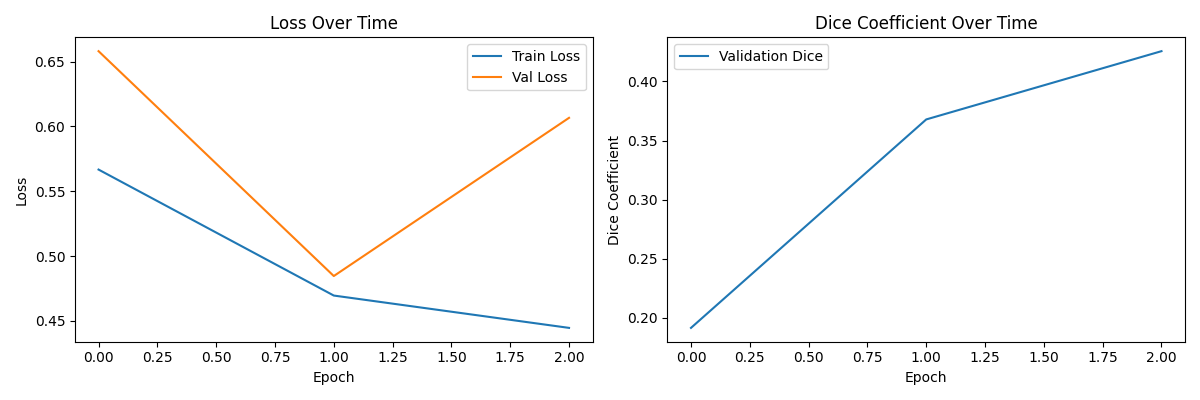 Loss Over Time
Train Loss
Val Loss
0.65
0.60
0.55
0.50
0.45
Loss
0.00 0.25 0.50 0.75 1.00 1.25 1.50 1.75 2.00
Epoch
Dice Coefficient Over Time
Validation Dice
0.40
0.35
0.30
0.25
0.20
Dice Coefficient
0.00 0.25 0.50 0.75 1.00 1.25 1.50 1.75 2.00
Epoch